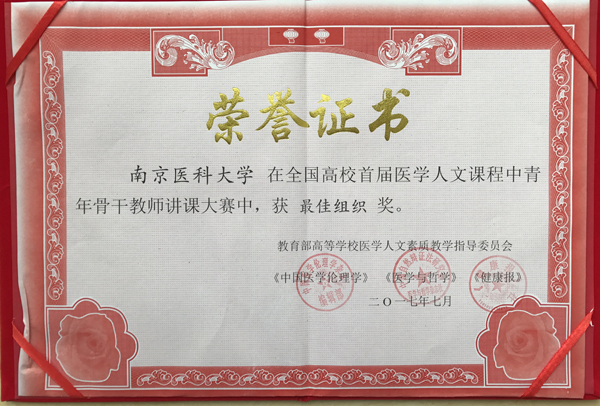 荣誉证书
南京医科大学 在全国高校首届医学人文课程中青
年骨干教师讲课大赛中，获 最佳组织 奖。
教育部高等学校医学人文素质教学指导委员会
《中国医学伦理学》 《医学与哲学》 《健康报》
二〇一七年七月